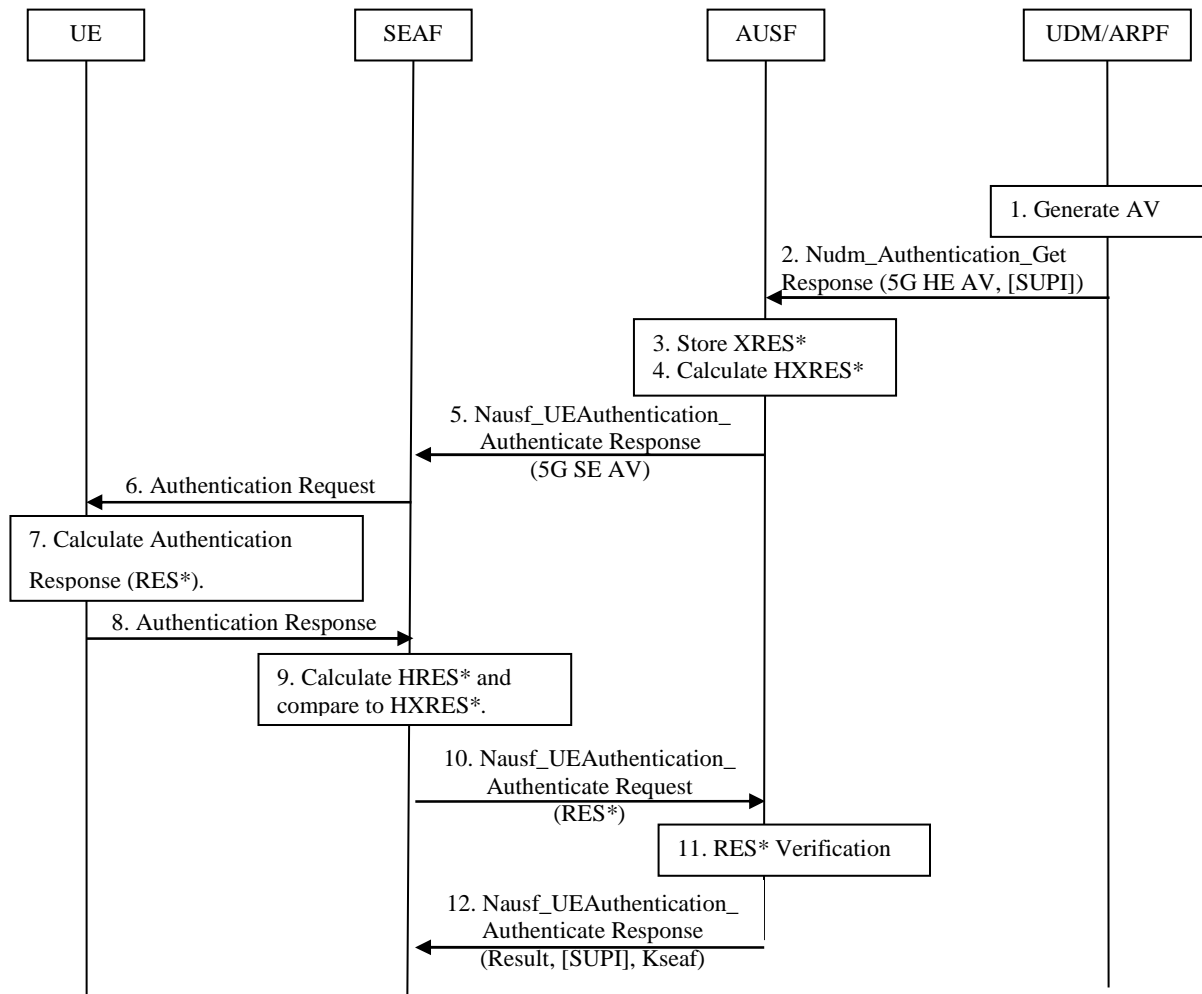 UE
SEAF
AUSF
UDM/ARPF
1. Generate AV
2. Nudm_Authentication_Get
Response (5G HE AV, [SUPI])
3. Store XRES*
4. Calculate HXRES*
5. Nausf_UEAuthentication_
Authenticate Response
(5G SE AV)
6. Authentication Request
7. Calculate Authentication
Response (RES*).
8. Authentication Response
9. Calculate HRES* and
compare to HXRES*.
10. Nausf_UEAuthentication_
Authenticate Request
(RES*)
11. RES* Verification
12. Nausf_UEAuthentication_
Authenticate Response
(Result, [SUPI], Kseaf)